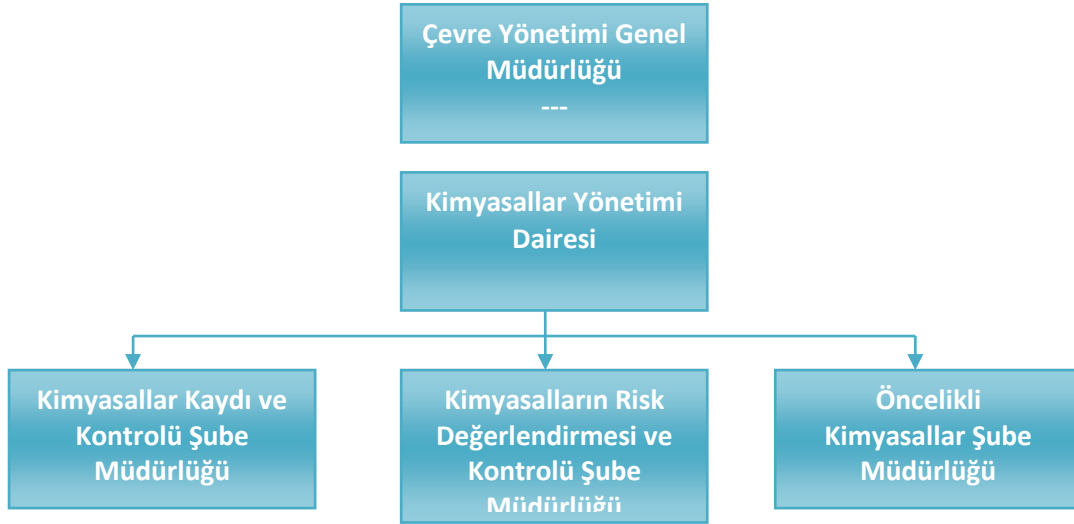 Çevre Yönetimi Genel
Müdürlüğü
---
Kimyasallar Yönetimi
Dairesi
Kimyasallar Kaydı ve
Kontrolü Şube
Müdürlüğü
Kimyasalların Risk
Değerlendirmesi ve
Kontrolü Şube
Müdürlüğü
Öncelikli
Kimyasallar Şube
Müdürlüğü